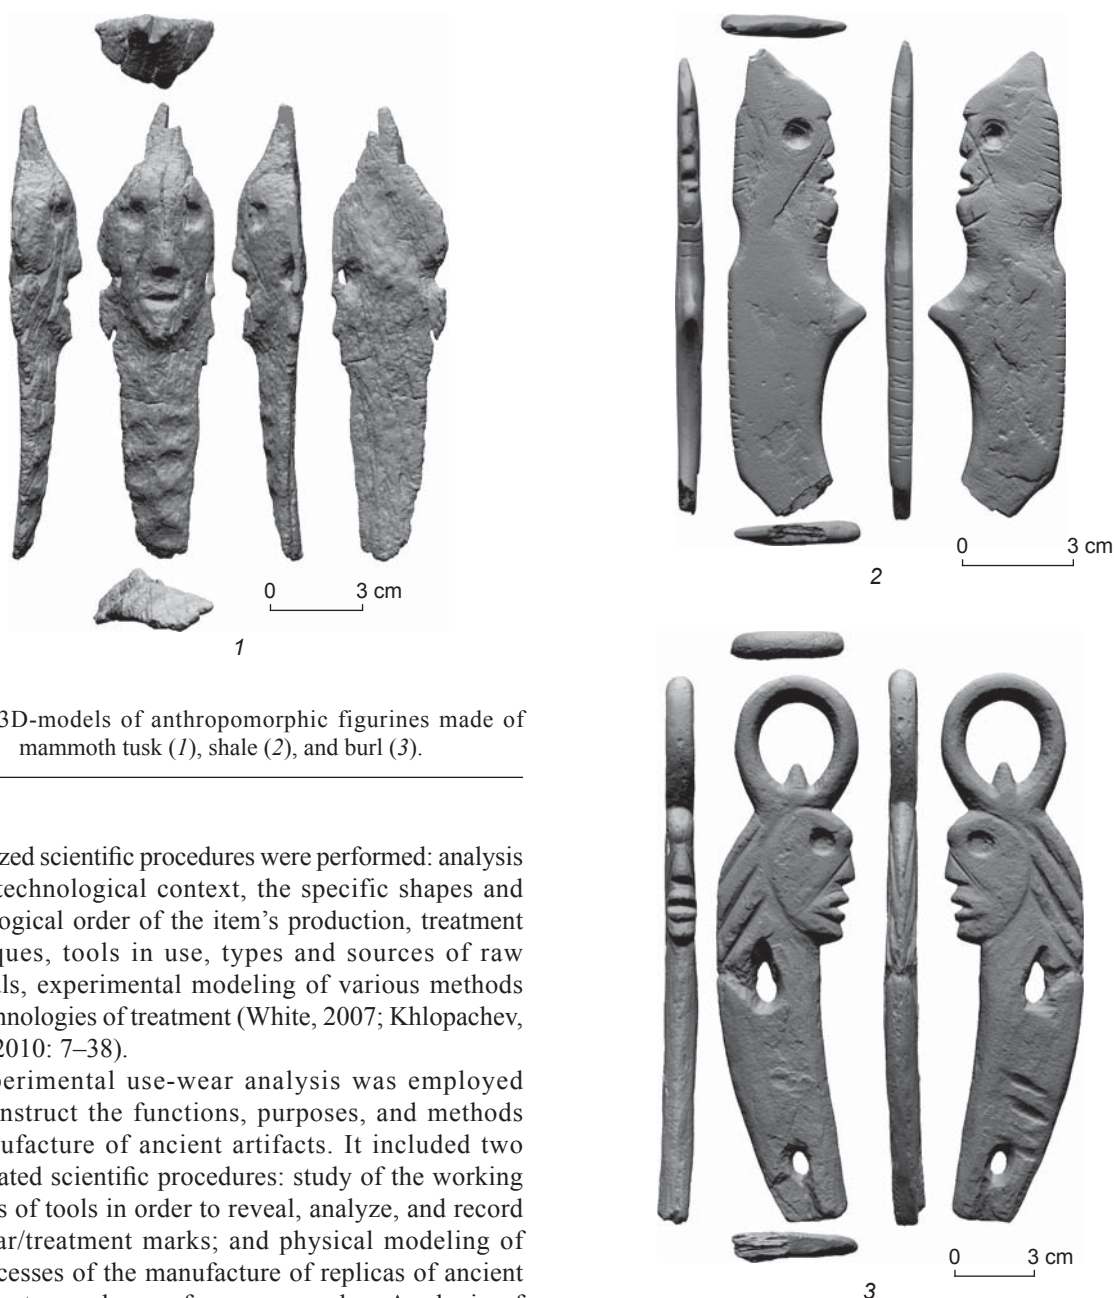 0 3 cm
1
3D-models of anthropomorphic figurines made of
mammoth tusk (1), shale (2), and burl (3).
zed scientific procedures were performed: analysis
technological context, the specific shapes and
logical order of the item's production, treatment
ques, tools in use, types and sources of raw
ls, experimental modeling of various methods
hnologies of treatment (White, 2007; Khlopachev,
2010: 7–38).
perimental use-wear analysis was employed
nstruct the functions, purposes, and methods
ufacture of ancient artifacts. It included two
ated scientific procedures: study of the working
s of tools in order to reveal, analyze, and record
ar/treatment marks; and physical modeling of
cesses of the manufacture of replicas of ancient
0 3 cm
2
0 3 cm
3